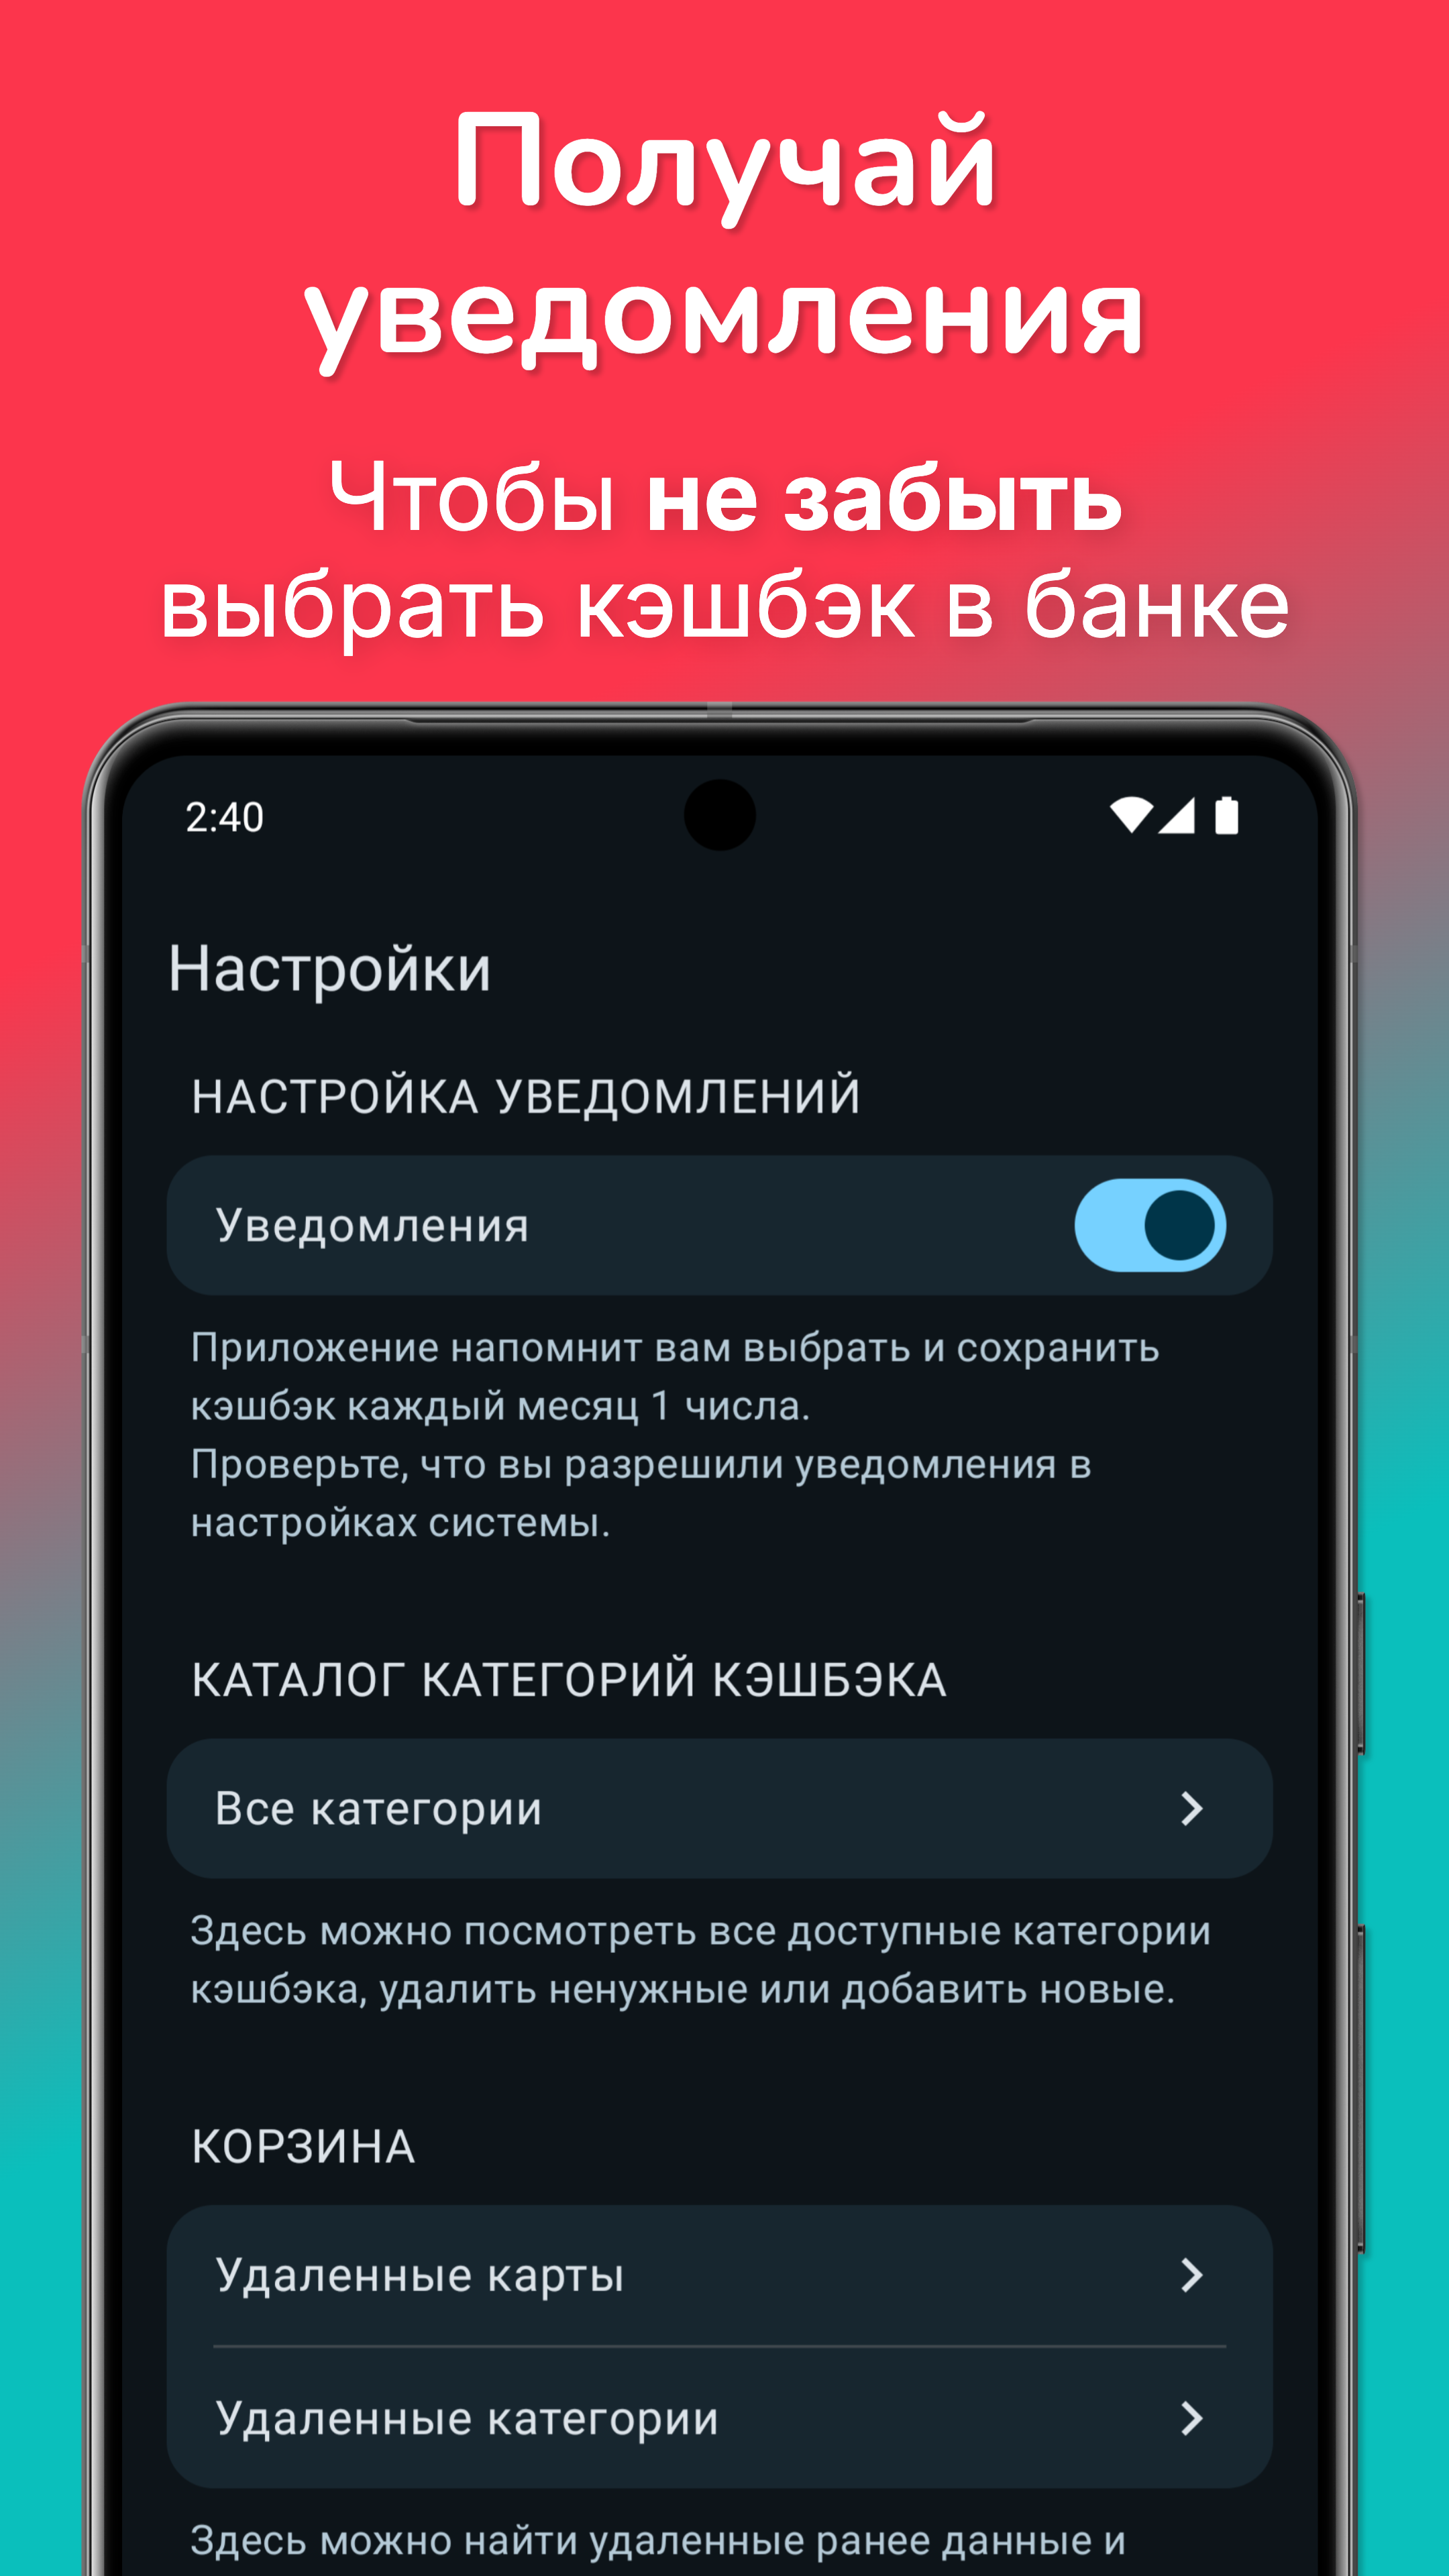 Получай
уведомления
Чтобы не забыть
выбрать кэшбэк в банке
2:40
Настройки
НАСТРОЙКА УВЕДОМЛЕНИЙ
Уведомления
Приложение напомнит вам выбрать и сохранить
кэшбэк каждый месяц 1 числа.
Проверьте, что вы разрешили уведомления в
настройках системы.
КАТАЛОГ КАТЕГОРИЙ КЭШБЭКА
Все категории
Здесь можно посмотреть все доступные категории
кэшбэка, удалить ненужные или добавить новые.
КОРЗИНА
Удаленные карты
Удаленные категории
Здесь можно найти удаленные ранее данные и